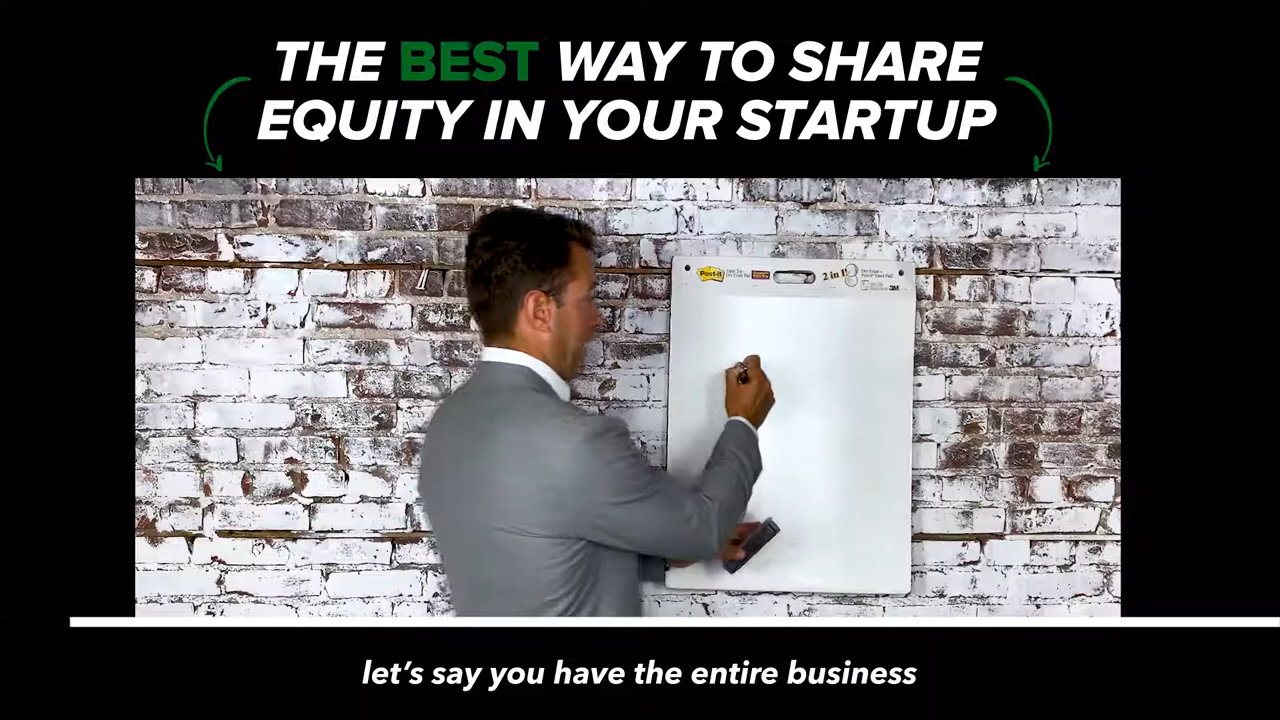 THE BEST WAY TO SHARE
EQUITY IN YOUR STARTUP
Post-it
2 in 1!
3M
let's say you have the entire business